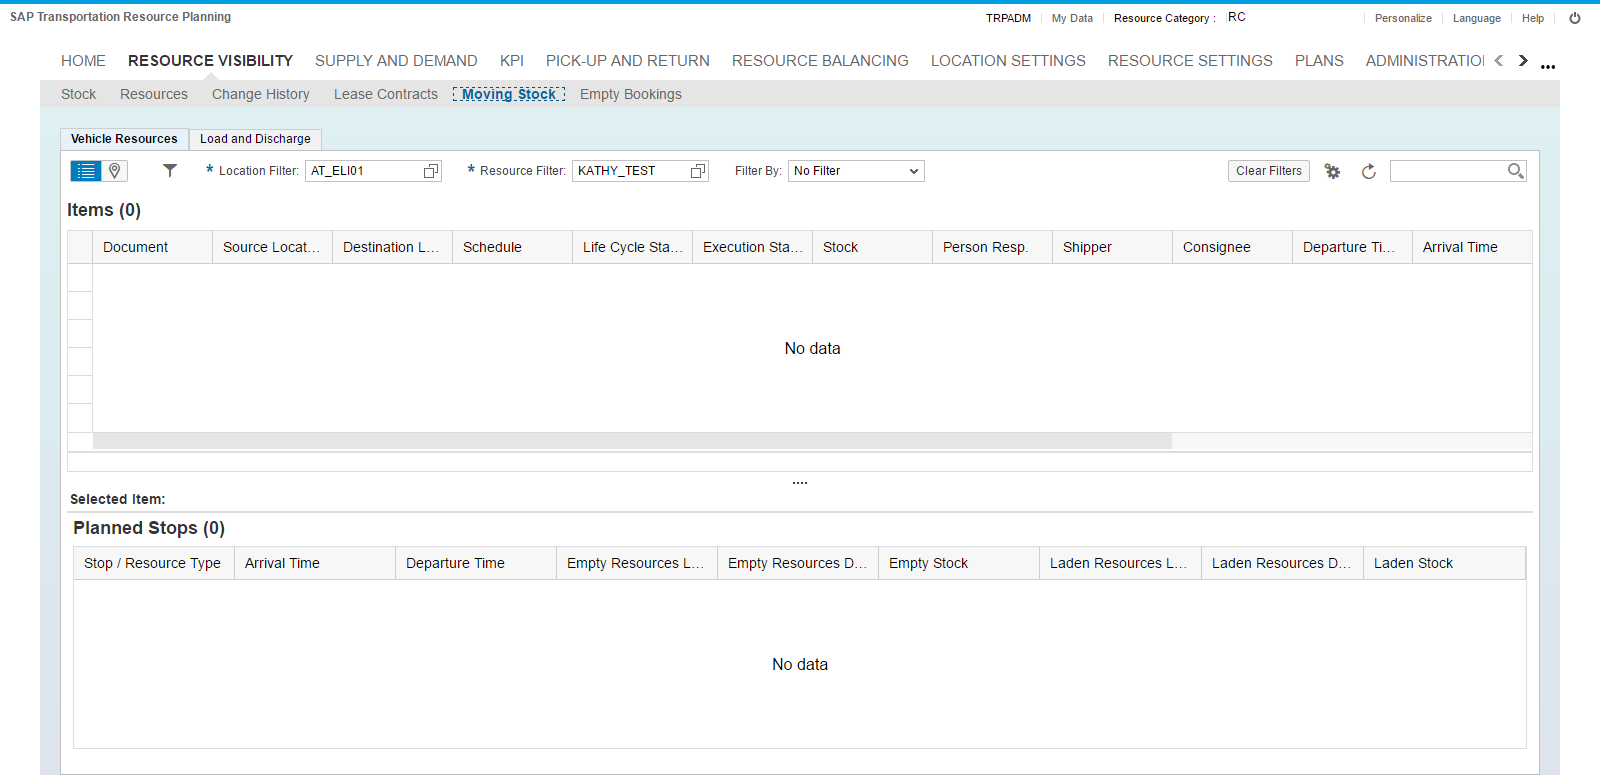 SAP Transportation Resource Planning
TRPADM My Data Resource Category : RC Personalize Language Help
HOME RESOURCE VISIBILITY SUPPLY AND DEMAND KPI PICK-UP AND RETURN RESOURCE BALANCING LOCATION SETTINGS RESOURCE SETTINGS PLANS ADMINISTRATIO
Stock Resources Change History Lease Contracts Moving Stock Empty Bookings
Vehicle Resources Load and Discharge
* Location Filter: AT_ELI01 * Resource Filter: KATHY_TEST Filter By: No Filter Clear Filters
Items (0)
Document Source Locat... Destination L... Schedule Life Cycle Sta... Execution Sta... Stock Person Resp. Shipper Consignee Departure Ti... Arrival Time
No data
....
Selected Item:
Planned Stops (0)
Stop / Resource Type Arrival Time Departure Time Empty Resources L... Empty Resources D... Empty Stock Laden Resources L... Laden Resources D... Laden Stock
No data